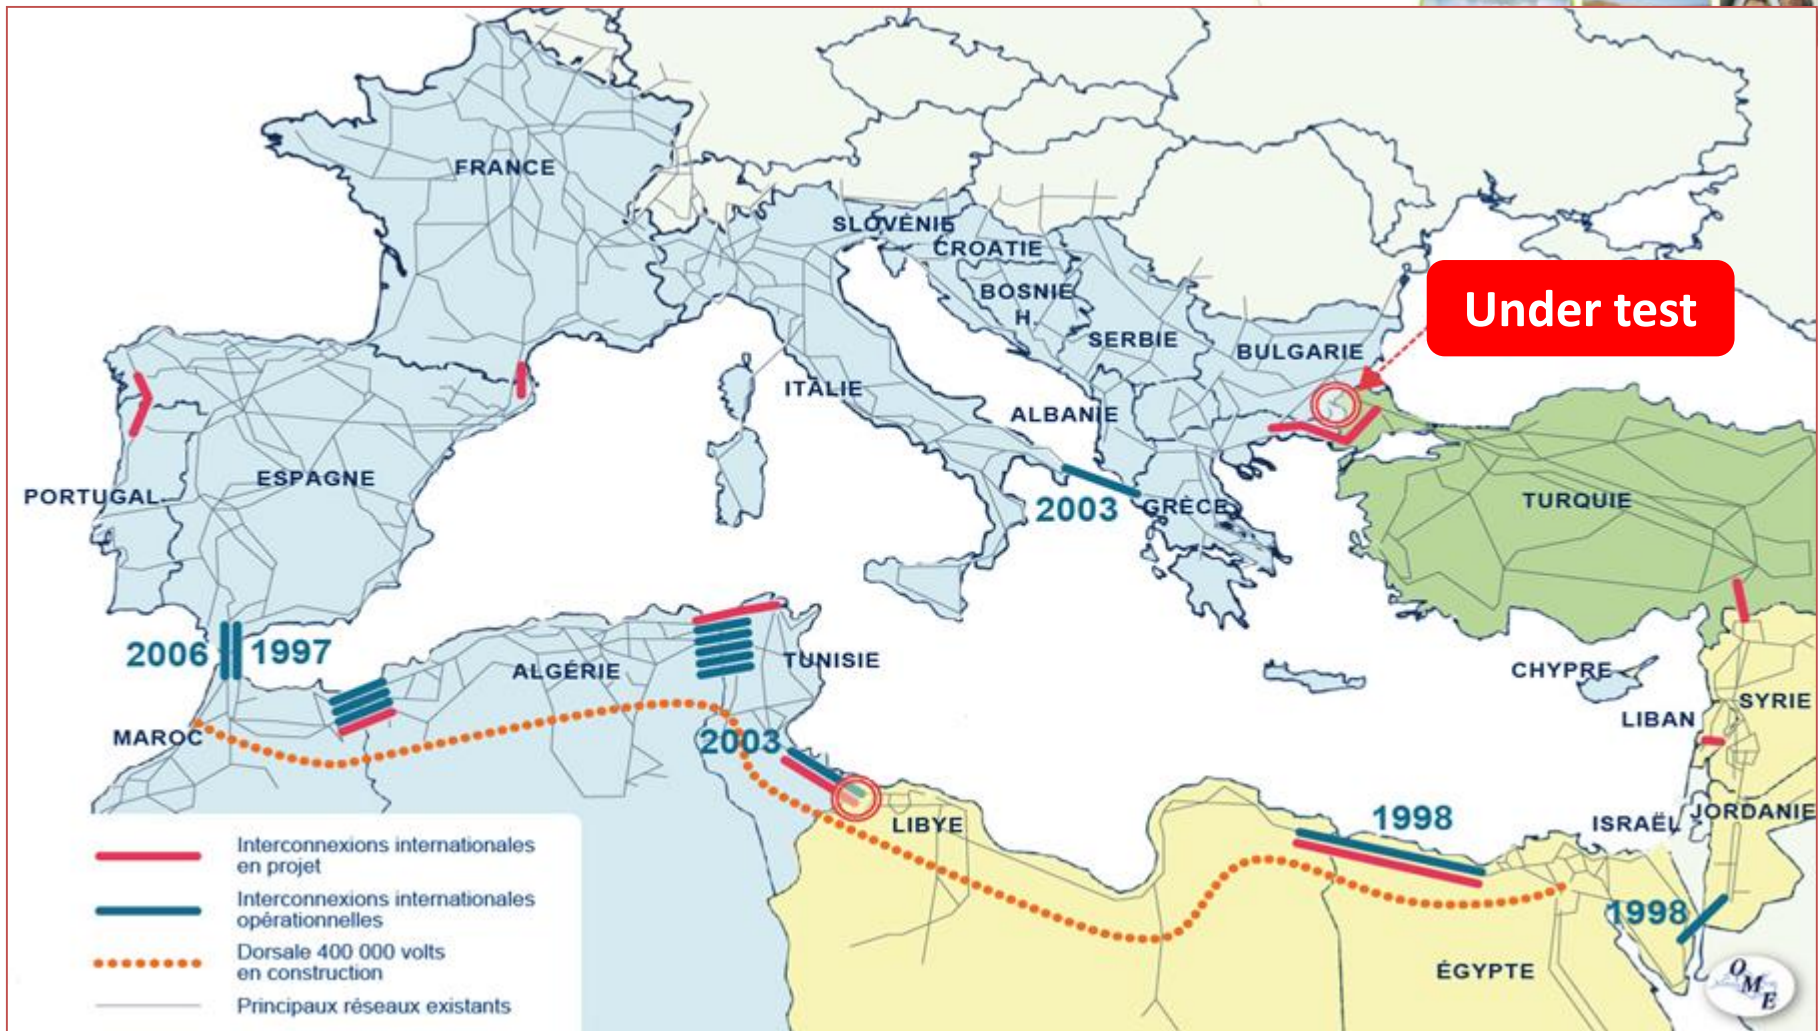 FRANCE
SLOVÉNIE
CROATIE
BOSNIE
H.
SERBIE
BULGARIE
Under test
ITALIE
ALBANIE
ESPAGNE
PORTUGAL
2003
GRÈCE
TURQUIE
2006
1997
ALGÉRIE
TUNISIE
CHYPRE
SYRIE
LIBAN
MAROC
2003
LIBYE
1998
ISRAËL
JORDANIE
1998
ÉGYPTE
Interconnexions internationales
en projet
Interconnexions internationales
opérationnelles
Dorsale 400 000 volts
en construction
Principaux réseaux existants
OME